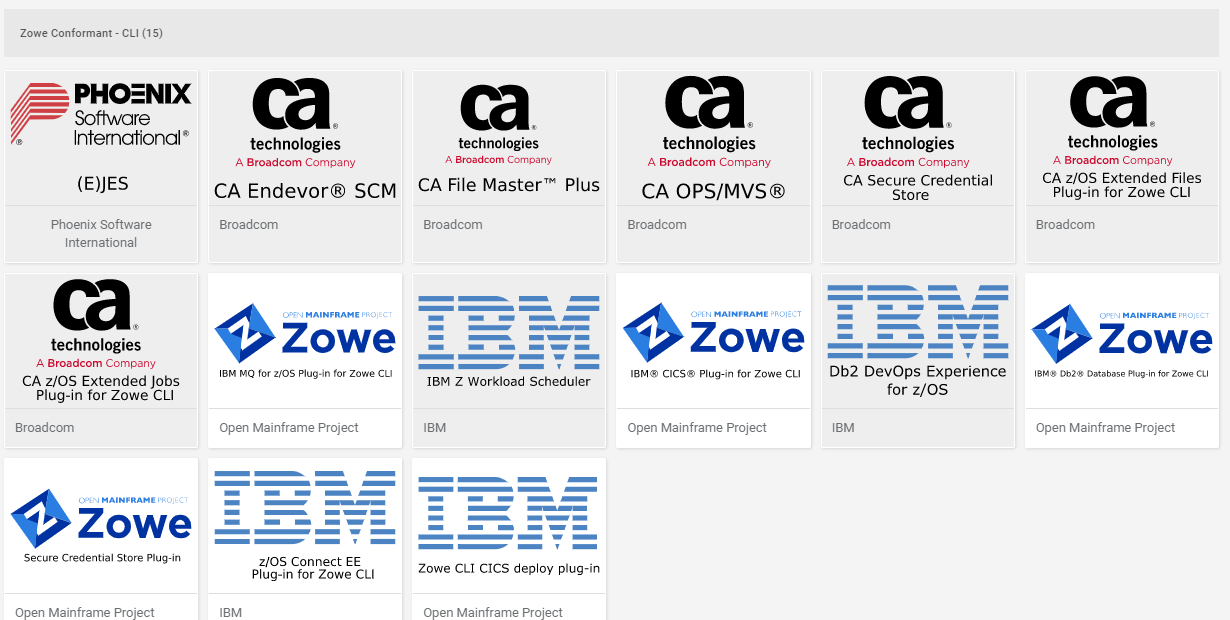 Zowe Conformant - CLI (15)
PHOENIX
Software
International®
®
(E)JES
Phoenix Software
International
ca
®
technologies
A Broadcom Company
CA Endevor® SCM
Broadcom
ca
®
technologies
A Broadcom Company
CA File Master™ Plus
Broadcom
ca
®
technologies
A Broadcom Company
CA OPS/MVS®
Broadcom
ca
®
technologies
A Broadcom Company
CA Secure Credential
Store
Broadcom
ca
®
technologies
A Broadcom Company
CA z/OS Extended Files
Plug-in for Zowe CLI
Broadcom
ca
®
technologies
A Broadcom Company
CA z/OS Extended Jobs
Plug-in for Zowe CLI
Broadcom
OPEN MAINFRAME PROJECT
Zowe
IBM MQ for z/OS Plug-in for Zowe CLI
Open Mainframe Project
IBM
IBM Z Workload Scheduler
IBM
OPEN MAINFRAME PROJECT
Zowe
IBM® CICS® Plug-in for Zowe CLI
Open Mainframe Project
IBM
Db2 DevOps Experience
for z/OS
IBM
OPEN MAINFRAME PROJECT
Zowe
IBM® Db2® Database Plug-in for Zowe CLI
Open Mainframe Project
OPEN MAINFRAME PROJECT
Zowe
Secure Credential Store Plug-in
Open Mainframe Project
IBM
z/OS Connect EE
Plug-in for Zowe CLI
IBM
IBM
Zowe CLI CICS deploy plug-in
Open Mainframe Project